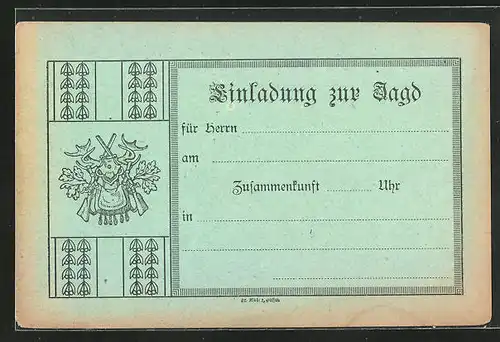 Einladung zur Jagd
für Herrn
am
Zusammenkunft Uhr
in